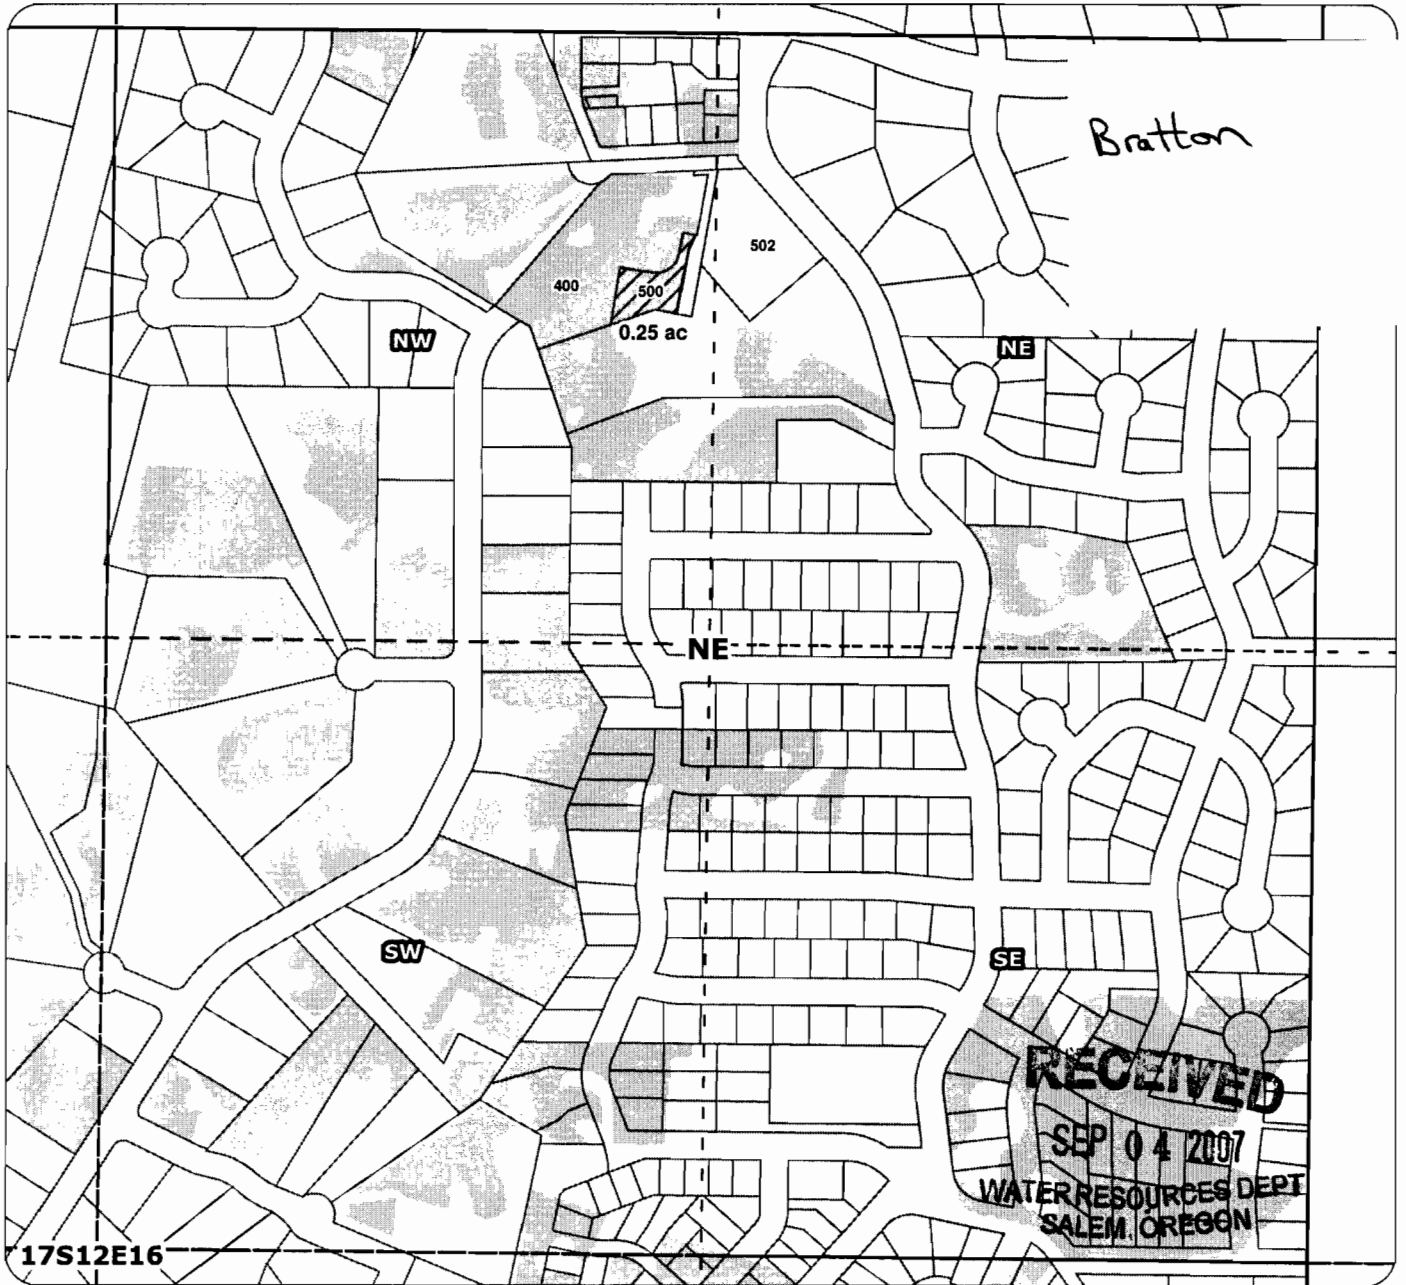 Bratton
502
400
500
0.25 ac
NW
NE
NE
SW
SE
RECEIVED
SEP 04 2007
WATER RESOURCES DEPT
SALEM, OREGON
17S12E16